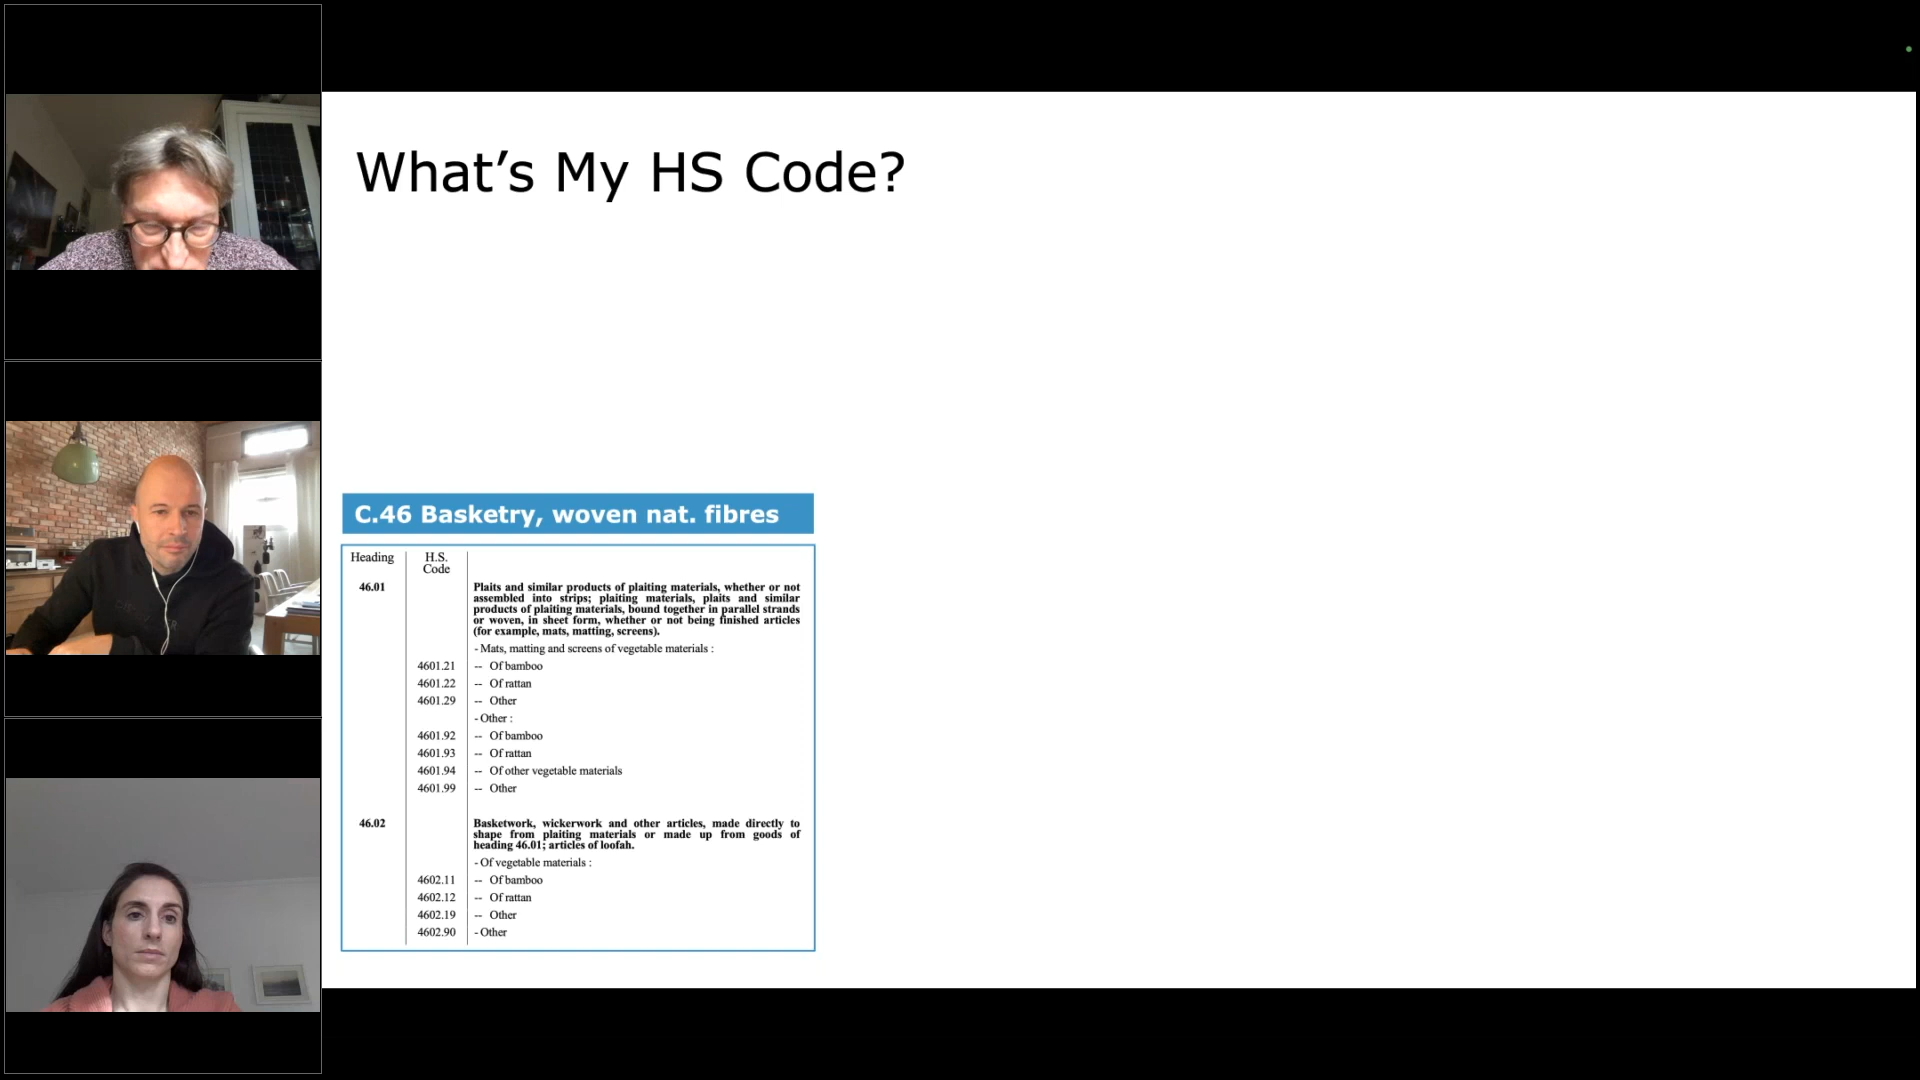 What’s My HS Code?
C.46 Basketry, woven nat. fibres
Heading H.S.
Code
46.01 Plaits and similar products of plaiting materials, whether or not
assembled into strips; plaiting materials, plaits and similar
products of plaiting materials, bound together in parallel strands
or woven, in sheet form, whether or not being finished articles
(for example, mats, matting, screens).
- Mats, matting and screens of vegetable materials :
4601.21 -- Of bamboo
4601.22 -- Of rattan
4601.29 -- Other
- Other :
4601.92 -- Of bamboo
4601.93 -- Of rattan
4601.94 -- Of other vegetable materials
4601.99 -- Other
46.02 Basketwork, wickerwork and other articles, made directly to
shape from plaiting materials or made up from goods of
heading 46.01; articles of loofah.
- Of vegetable materials :
4602.11 -- Of bamboo
4602.12 -- Of rattan
4602.19 -- Other
4602.90 - Other